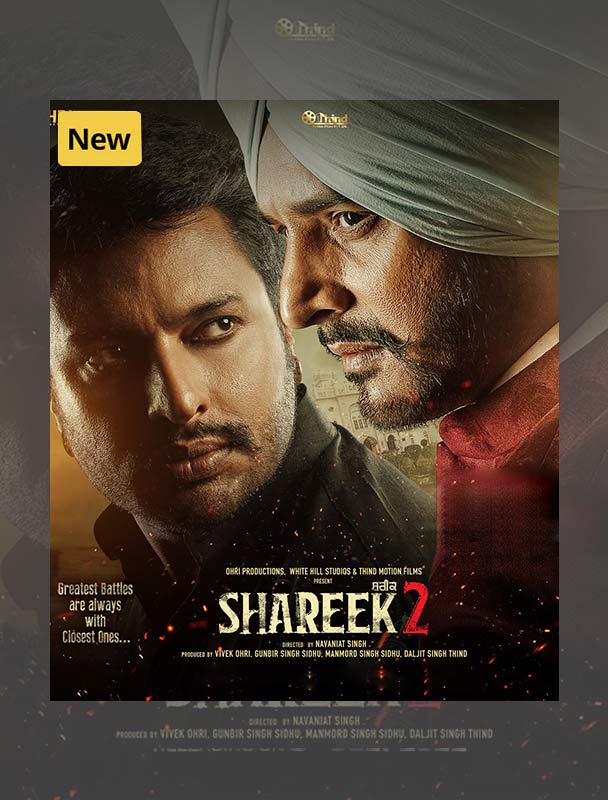 Thind
New
Thind
OHRI PRODUCTIONS, WHITE HILL STUDIOS & THIND MOTION FILMS
PRESENT
ਸ਼ਰੀਕ
SHAREEK 2
DIRECTED BY NAVANIAT SINGH
PRODUCED BY VIVEK OHRI, GUNBIR SINGH SIDHU, MANMORD SINGH SIDHU, DALJIT SINGH THIND
Greatest Battles
are always
with
Closest Ones...
DIRECTED BY NAVANIAT SINGH
PRODUCED BY VIVEK OHRI, GUNBIR SINGH SIDHU, MANMORD SINGH SIDHU, DALJIT SINGH THIND